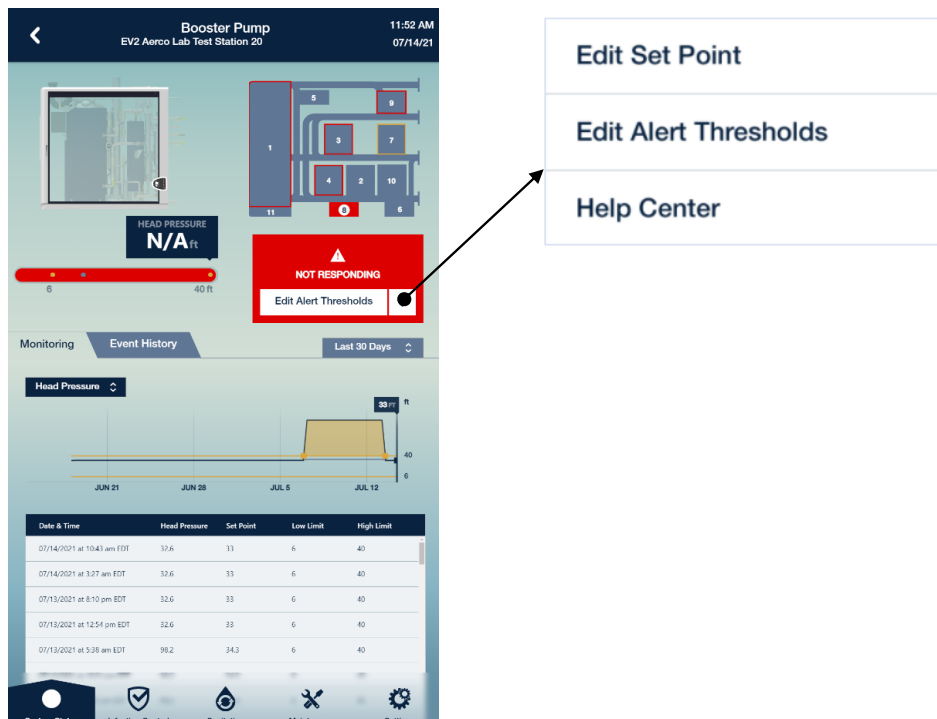 Booster Pump
11:52 AM
EV2 Aerco Lab Test Station 20
07/14/21
5
9
3
7
1
4
2
10
11
8
6
HEAD PRESSURE
N/A ft
6
40 ft
NOT RESPONDING
Edit Alert Thresholds
Monitoring
Event History
Last 30 Days
Head Pressure
33 FT
ft
40
6
JUN 21
JUN 28
JUL 5
JUL 12
Date & Time Head Pressure Set Point Low Limit High Limit
07/14/2021 at 10:43 am EDT 32.6 33 6 40
07/14/2021 at 3:27 am EDT 32.6 33 6 40
07/13/2021 at 8:10 pm EDT 32.6 33 6 40
07/13/2021 at 12:54 pm EDT 32.6 33 6 40
07/13/2021 at 5:38 am EDT 98.2 34.3 6 40
Edit Set Point
Edit Alert Thresholds
Help Center